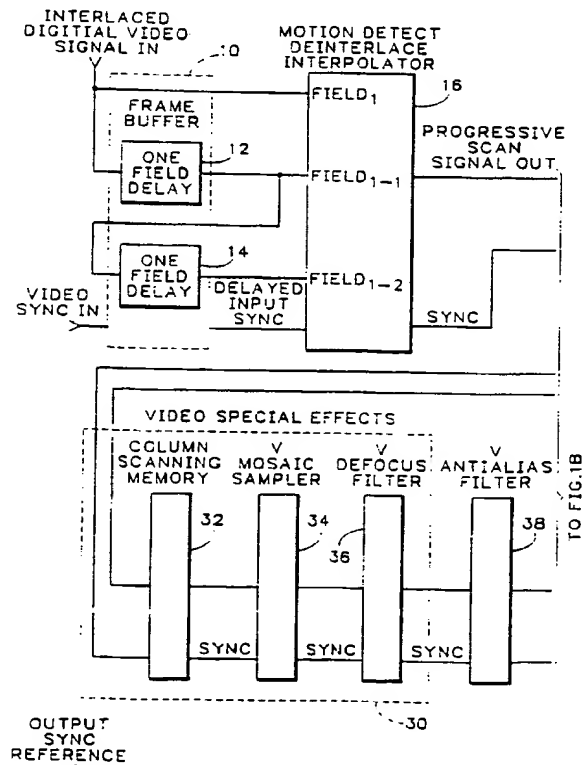 INTERLACED
DIGITIAL VIDEO
SIGNAL IN
10
MOTION DETECT
DEINTERLACE
INTERPOLATOR
16
FRAME
BUFFER
FIELD1
12
ONE
FIELD
DELAY
FIELD1-1
PROGRESSIVE
SCAN
SIGNAL OUT
14
ONE
FIELD
DELAY
FIELD1-2
VIDEO
SYNC IN
DELAYED
INPUT
SYNC
SYNC
VIDEO SPECIAL EFFECTS
COLUMN
SCANNING
MEMORY
V
MOSAIC
SAMPLER
V
DEFOCUS
FILTER
V
ANTIALIAS
FILTER
32
34
36
38
SYNC
SYNC
SYNC
TO FIG.1B
30
OUTPUT
SYNC
REFERENCE